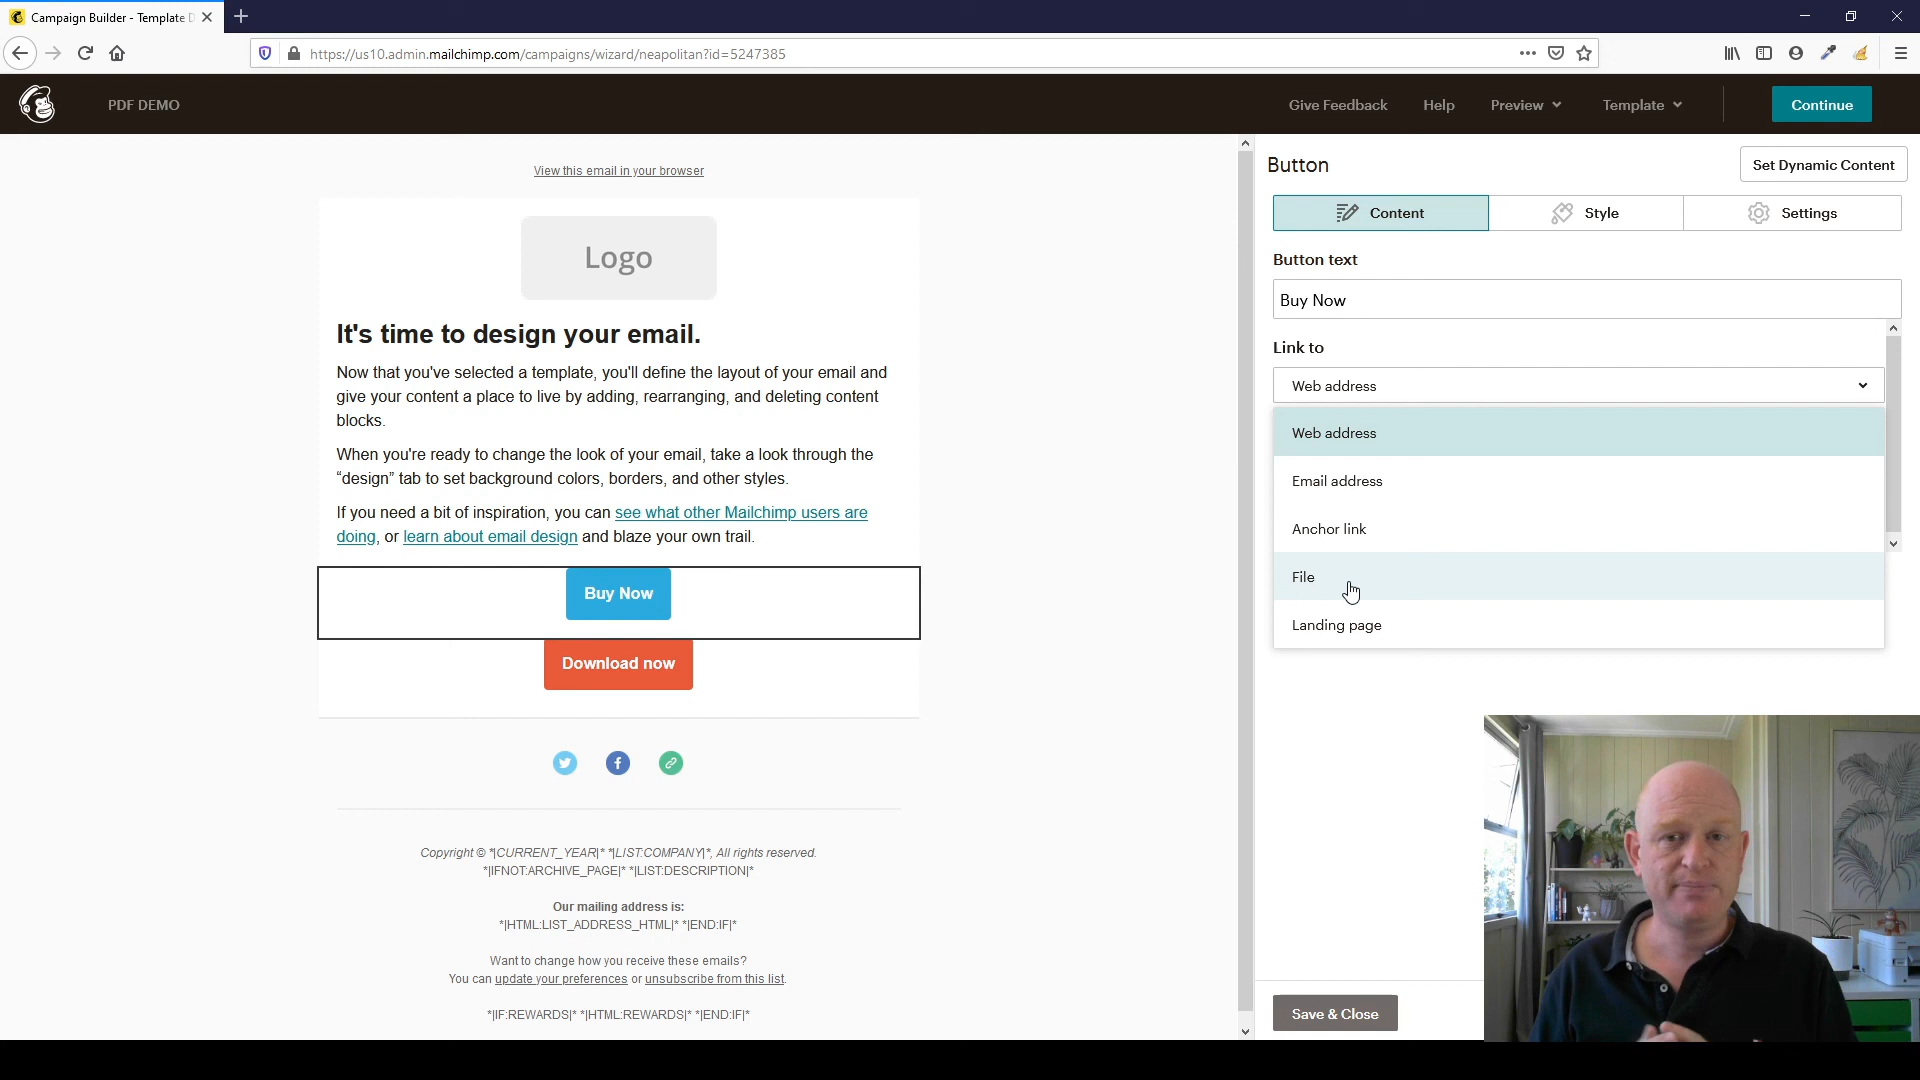 Campaign Builder - Template D
https://us10.admin.mailchimp.com/campaigns/wizard/neapolitan?id=5247385
PDF DEMO
Give Feedback
Help
Preview
Template
Continue
View this email in your browser
Logo
It's time to design your email.
Now that you've selected a template, you'll define the layout of your email and
give your content a place to live by adding, rearranging, and deleting content
blocks.
When you're ready to change the look of your email, take a look through the
“design” tab to set background colors, borders, and other styles.
If you need a bit of inspiration, you can see what other Mailchimp users are
doing, or learn about email design and blaze your own trail.
Buy Now
Download now
Copyright © *|CURRENT_YEAR|* *|LIST:COMPANY|*, All rights reserved.
*|IFNOT:ARCHIVE_PAGE|* *|LIST:DESCRIPTION|*
Our mailing address is:
*|HTML:LIST_ADDRESS_HTML|* *|END:IF|*
Want to change how you receive these emails?
You can update your preferences or unsubscribe from this list.
*|IF:REWARDS|* *|HTML:REWARDS|* *|END:IF|*
Button
Set Dynamic Content
Content
Style
Settings
Button text
Buy Now
Link to
Web address
Web address
Email address
Anchor link
File
Landing page
Save & Close